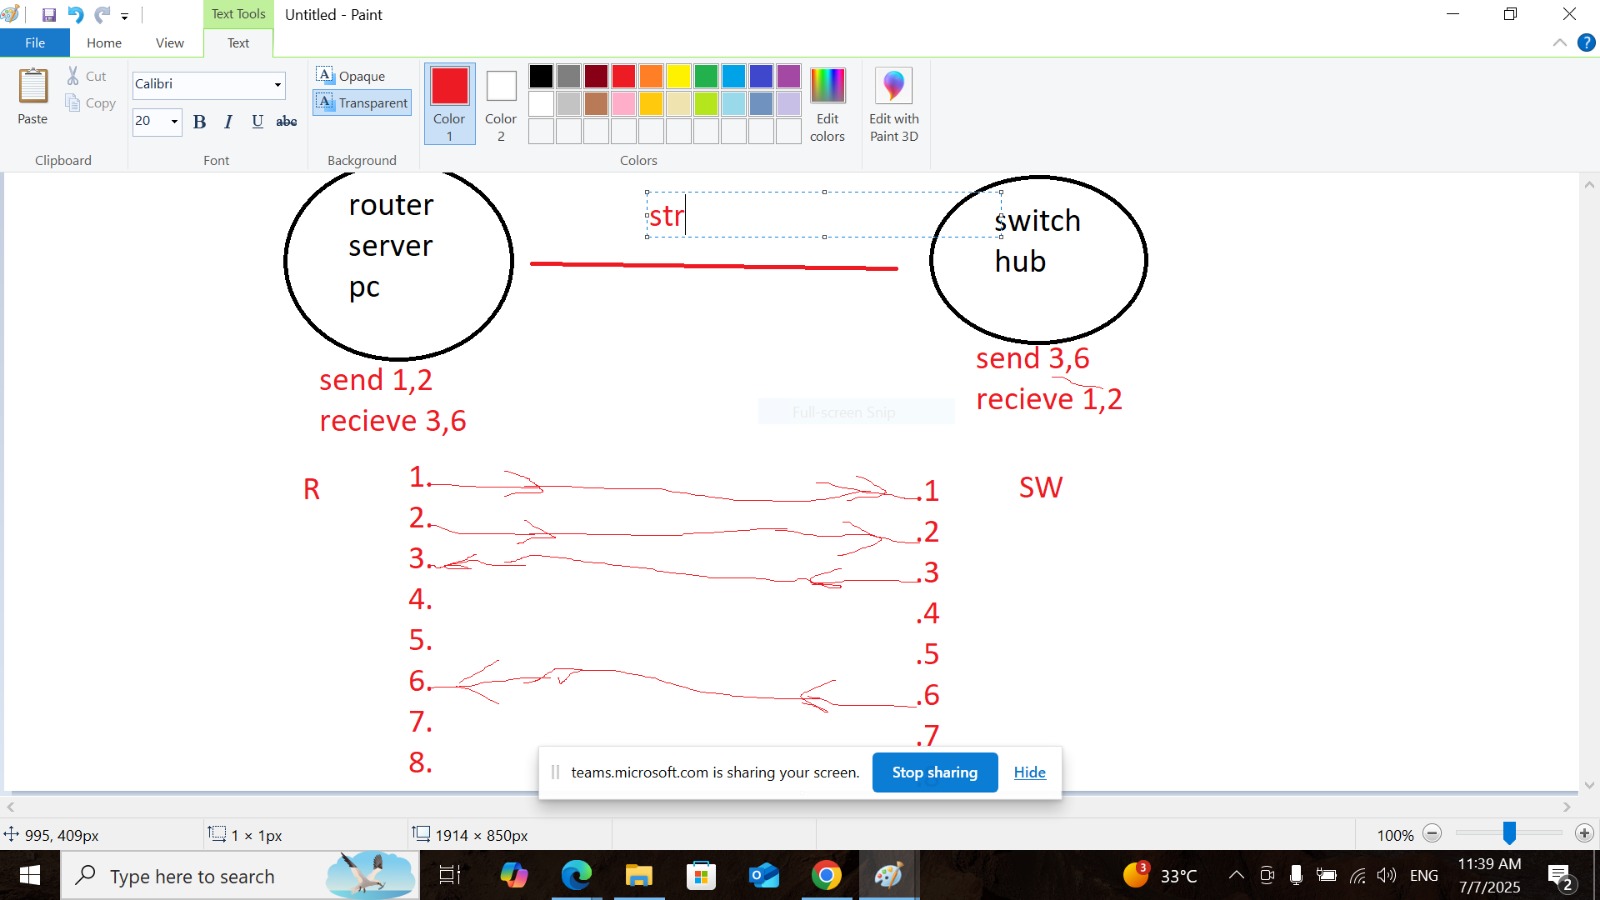 Text Tools
Untitled - Paint
File
Home
View
Text
?
Paste
Cut
Copy
Clipboard
Calibri
20
B I U abc
Font
Opaque
Transparent
Background
Color 1
Color 2
Edit colors
Colors
Edit with Paint 3D
router
server
pc
str
switch
hub
send 1,2
recieve 3,6
send 3,6
recieve 1,2
Full-screen Snip
R
SW
1.
.1
2.
.2
3.
.3
4.
.4
5.
.5
6.
.6
7.
.7
8.
teams.microsoft.com is sharing your screen.
Stop sharing
Hide
995, 409px
1 × 1px
1914 × 850px
100%
Type here to search
3
33°C
ENG
11:39 AM
7/7/2025
2